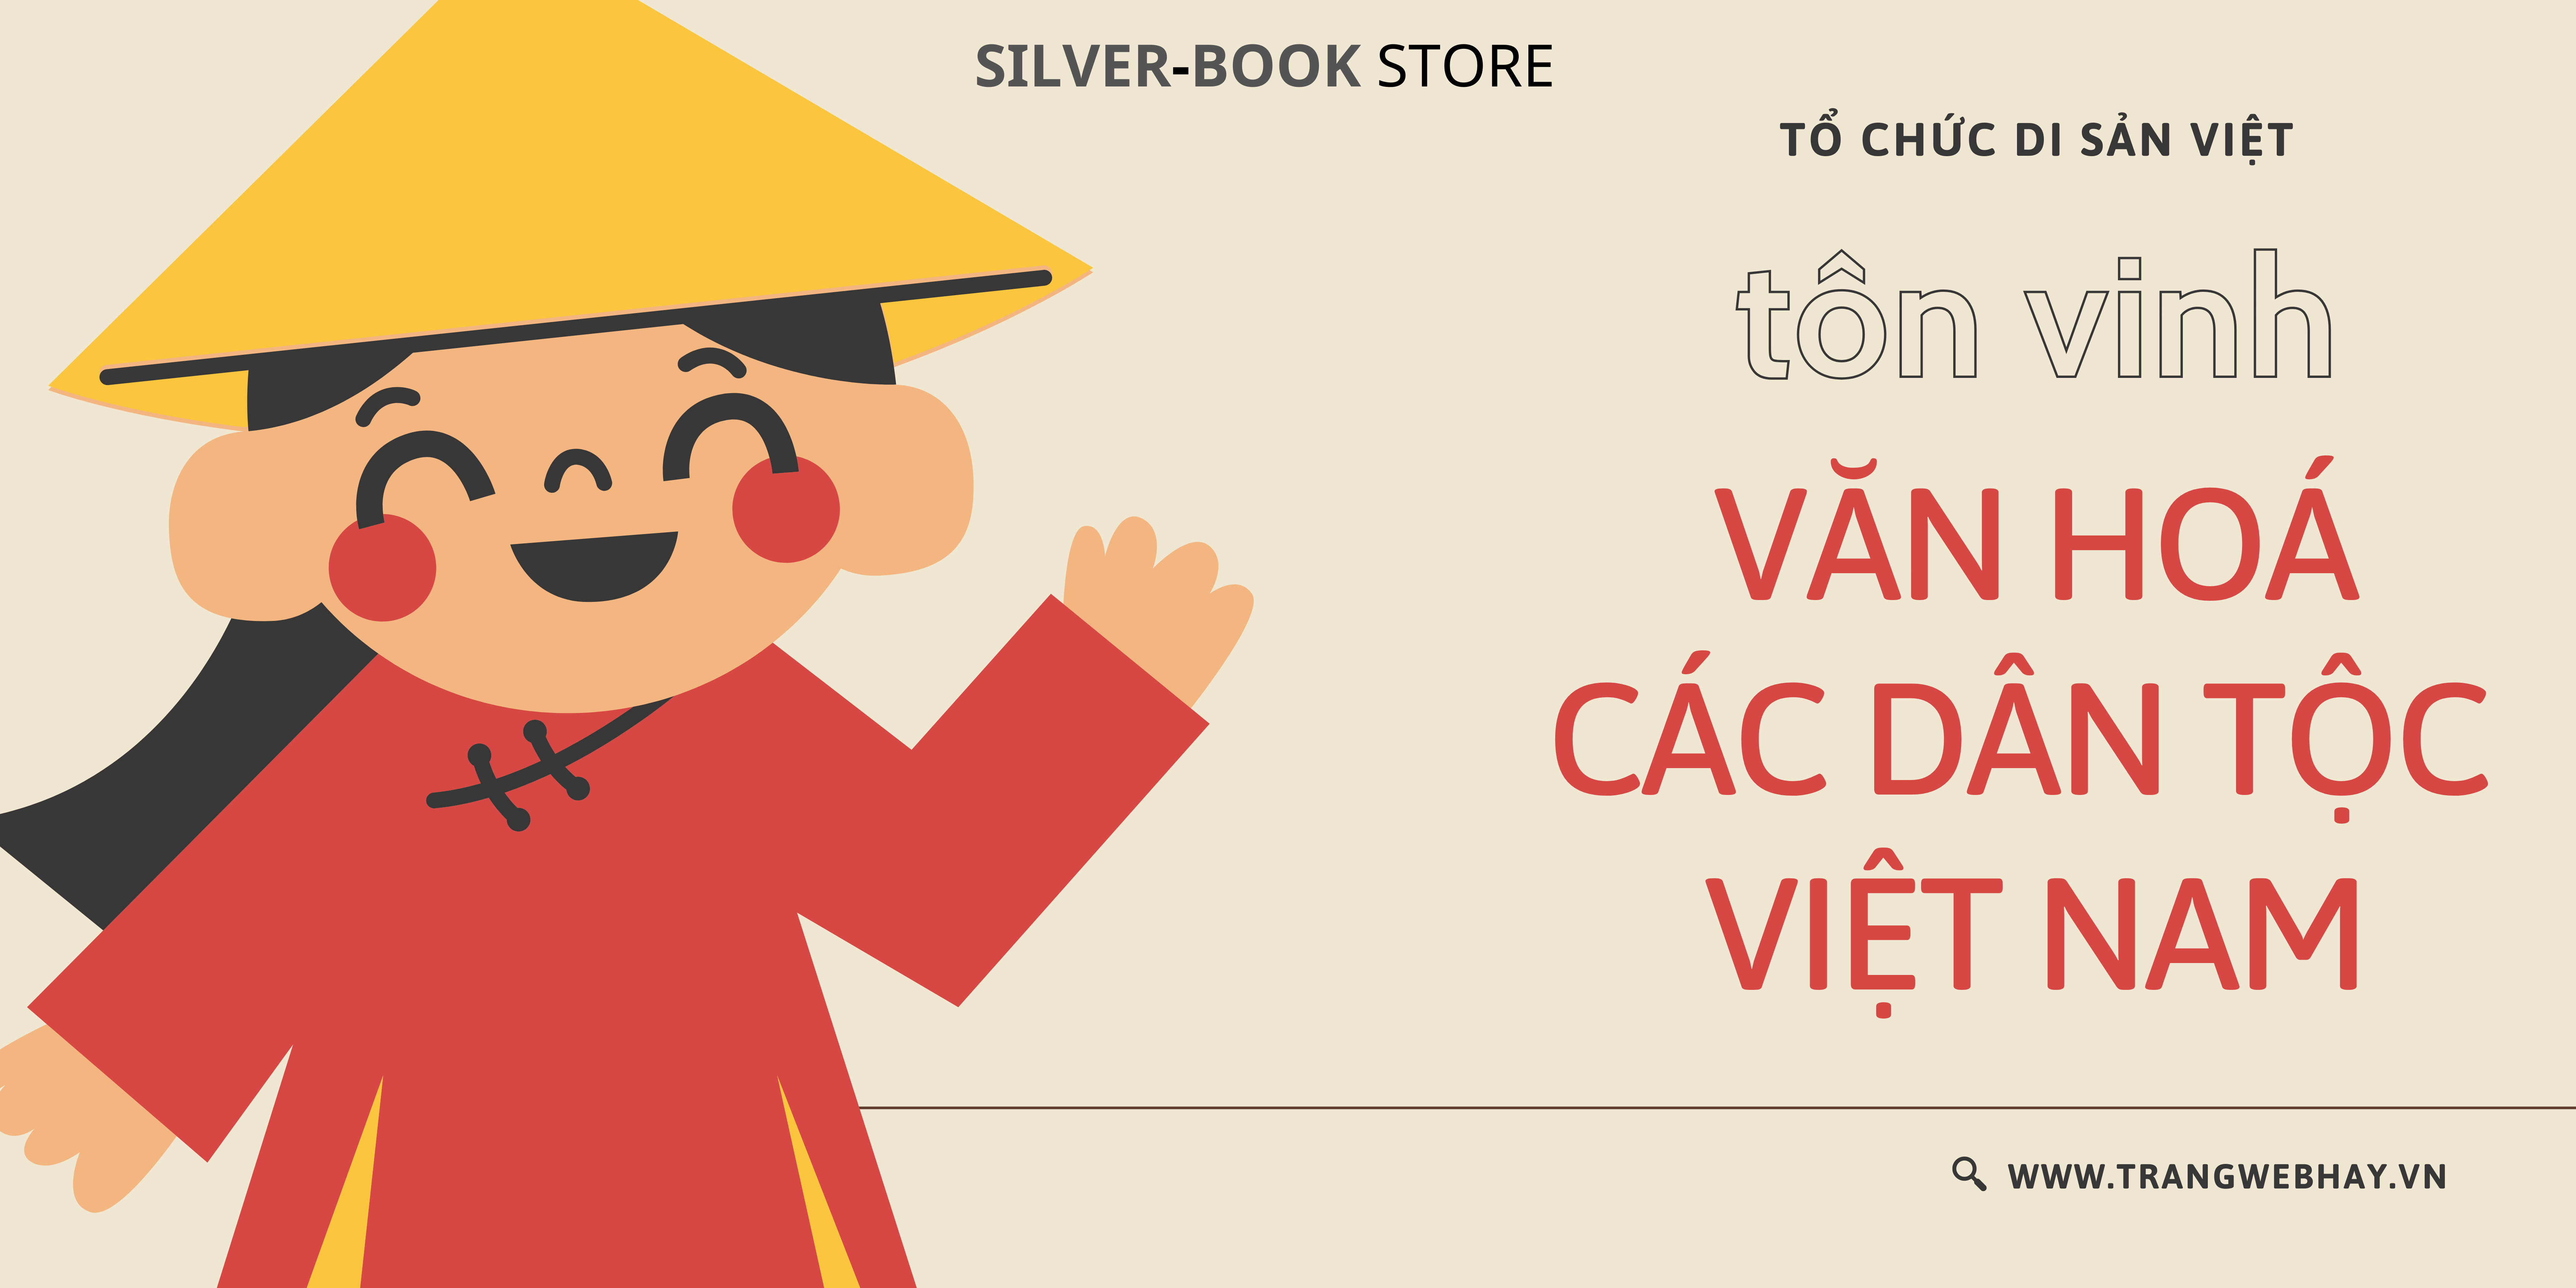 SILVER-BOOK STORE
TỔ CHỨC DI SẢN VIỆT
tôn vinh
VĂN HOÁ
CÁC DÂN TỘC
VIỆT NAM
WWW.TRANGWEBHAY.VN